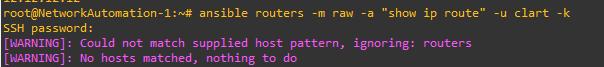 root@NetworkAutomation-1:~# ansible routers -m raw -a "show ip route" -u clart -k
SSH password:
[WARNING]: Could not match supplied host pattern, ignoring: routers
[WARNING]: No hosts matched, nothing to do